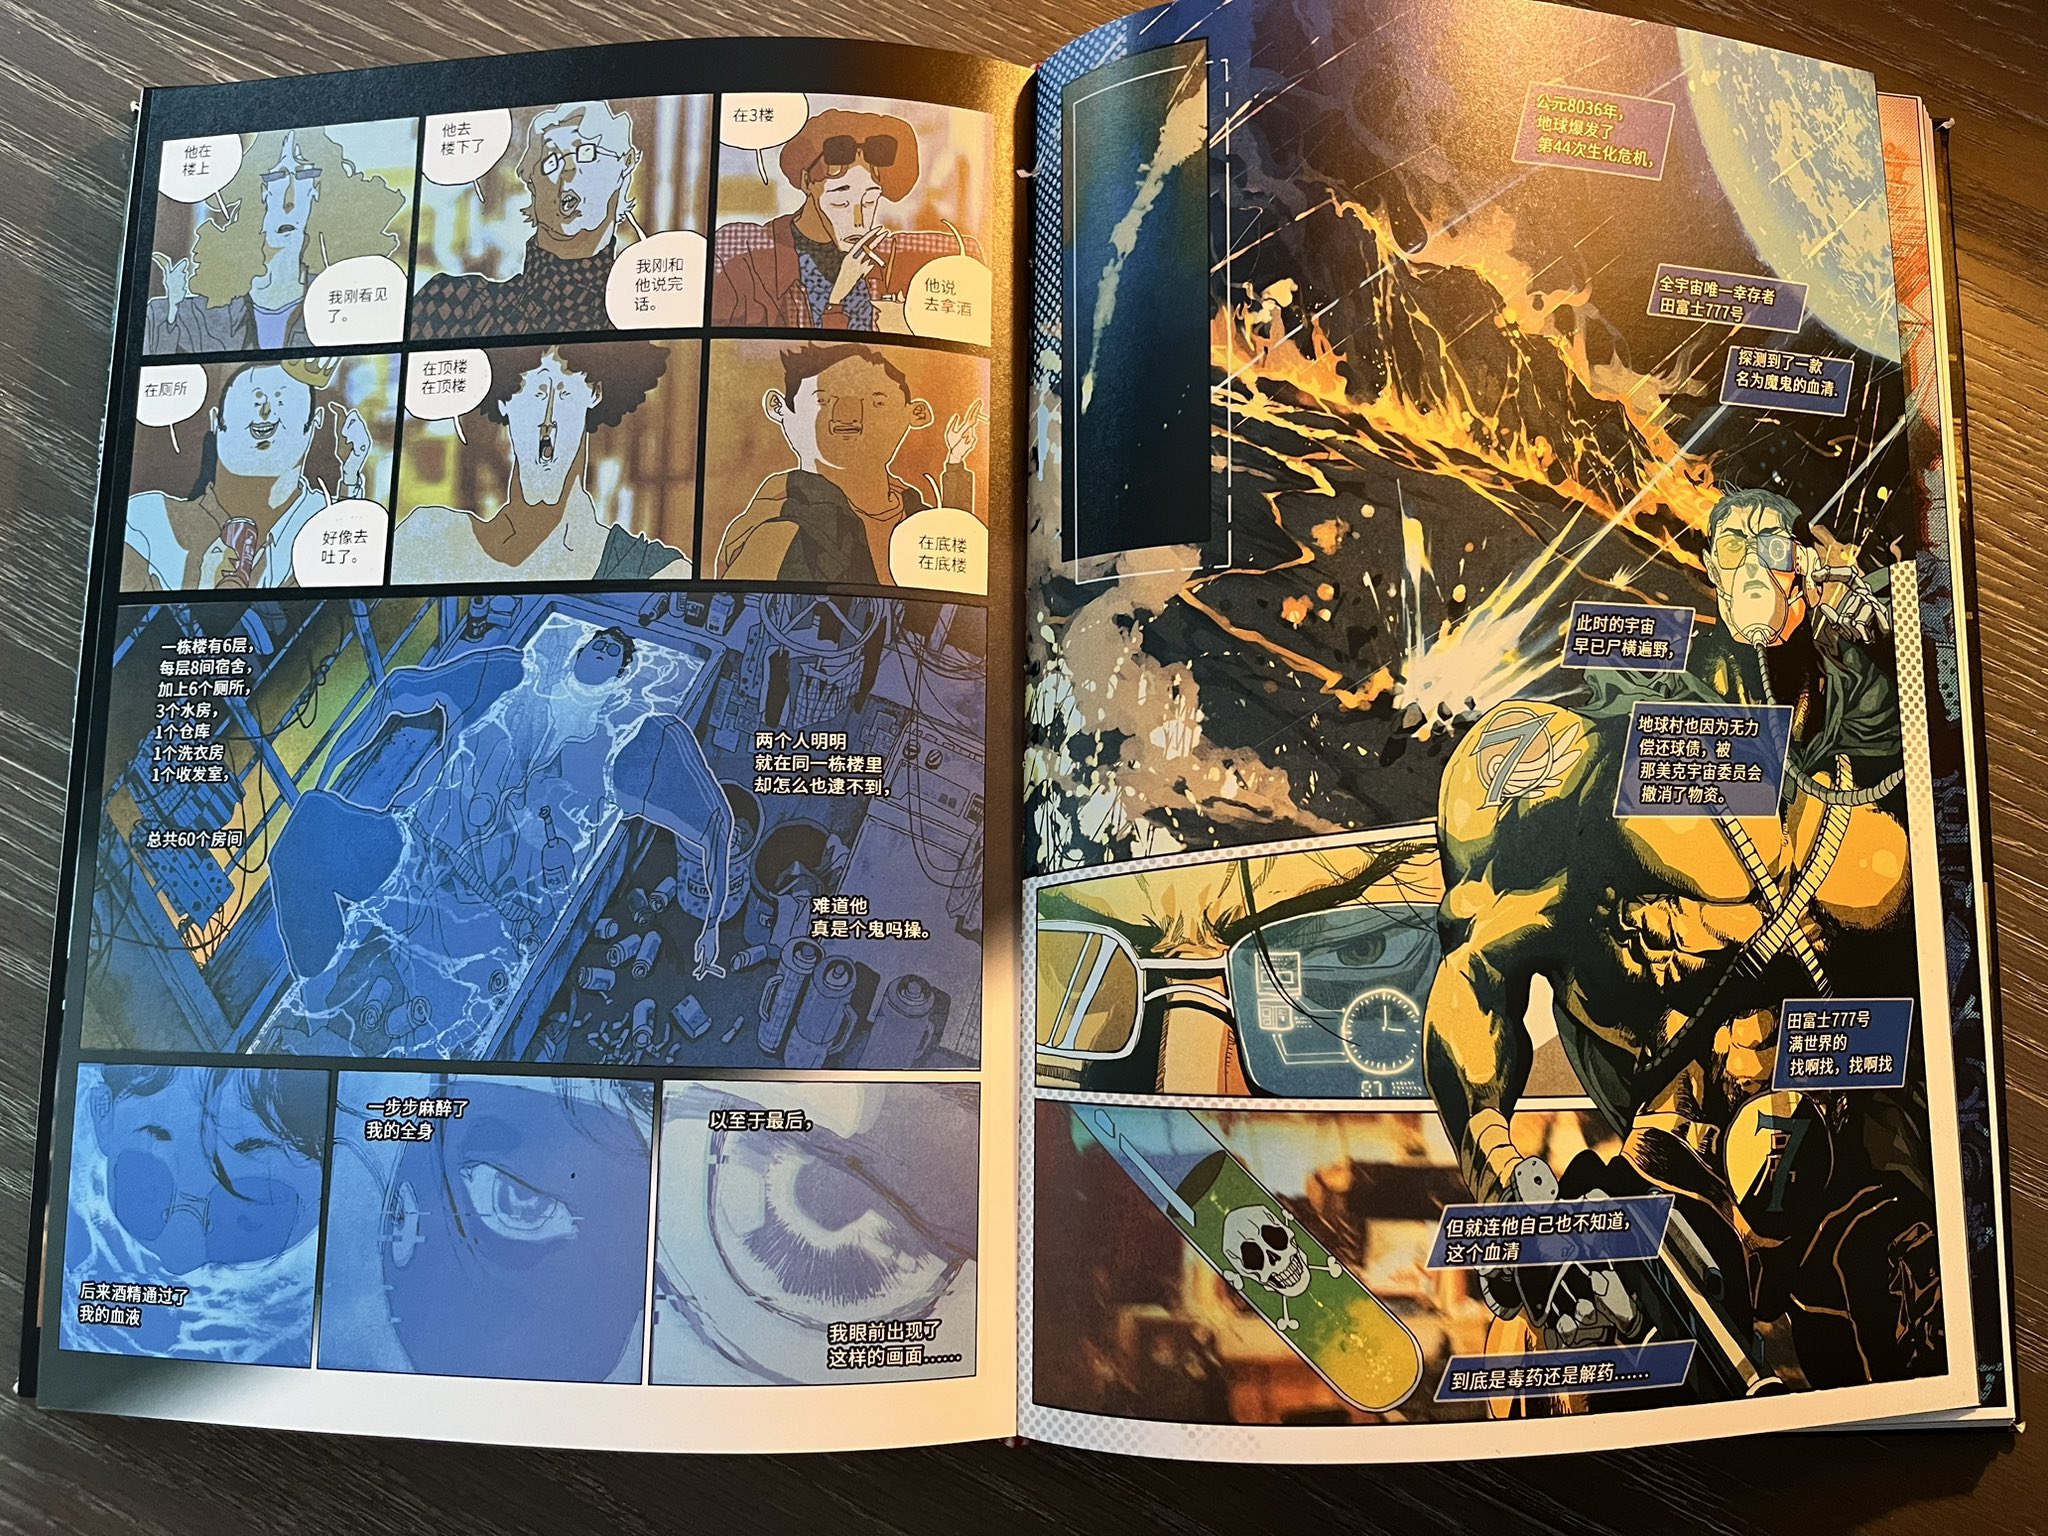 他在
楼上
我刚看见
了。
他去
楼下了
我刚和
他说完
话。
在3楼
他说
去拿酒
在厕所
好像去
吐了。
在顶楼
在顶楼
在底楼
在底楼
一栋楼有6层，
每层8间宿舍，
加上6个厕所，
3个水房，
1个仓库
1个洗衣房
1个收发室，
总共60个房间
两个人明明
就在同一栋楼里
却怎么也逮不到，
难道他
真是个鬼吗操。
后来酒精通过了
我的血液
一步步麻醉了
我的全身
以至于最后，
我眼前出现了
这样的画面……
公元8036年，
地球爆发了
第44次生化危机，
全宇宙唯一幸存者
田富士777号
探测到了一款
名为魔鬼的血清.
此时的宇宙
早已尸横遍野，
地球村也因为无力
偿还球债，被
那美克宇宙委员会
撤消了物资。
田富士777号
满世界的
找啊找，找啊找
7
7
但就连他自己也不知道，
这个血清
到底是毒药还是解药……